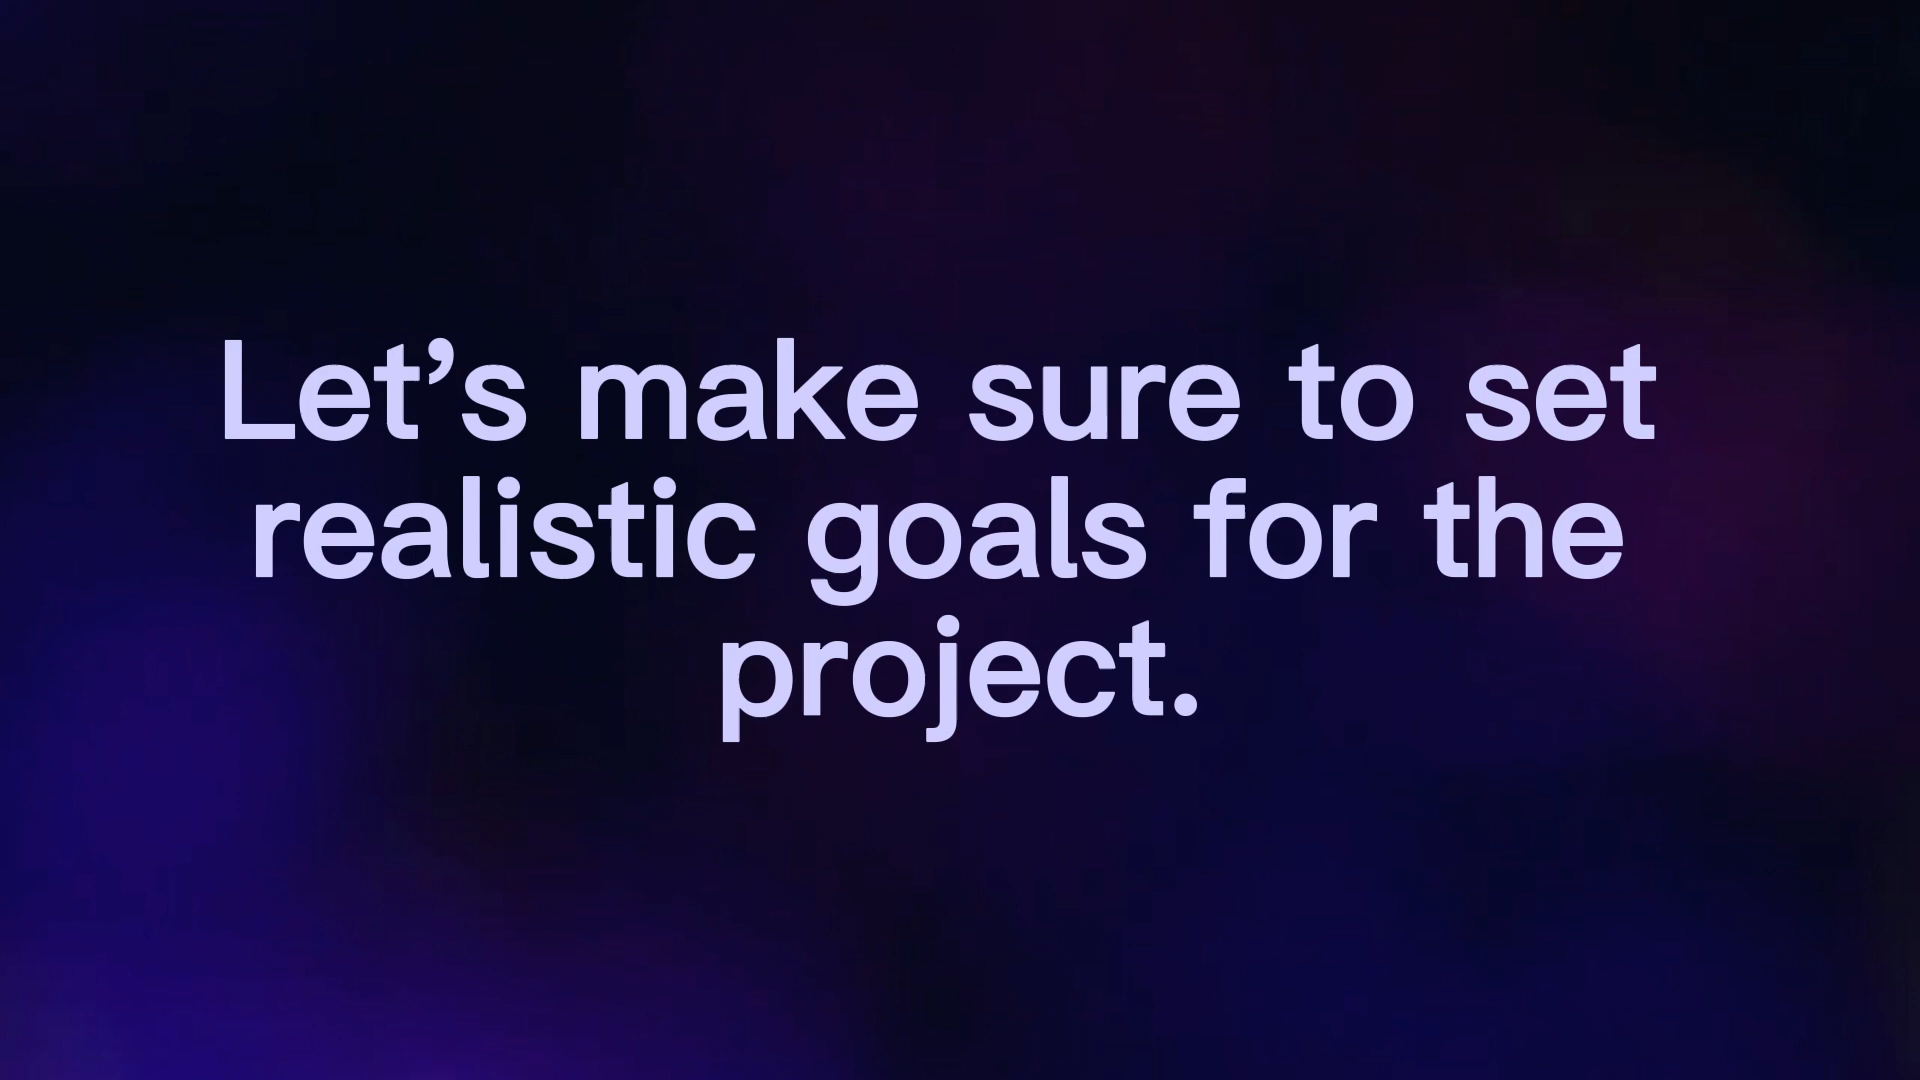 Let’s make sure to set
realistic goals for the
project.